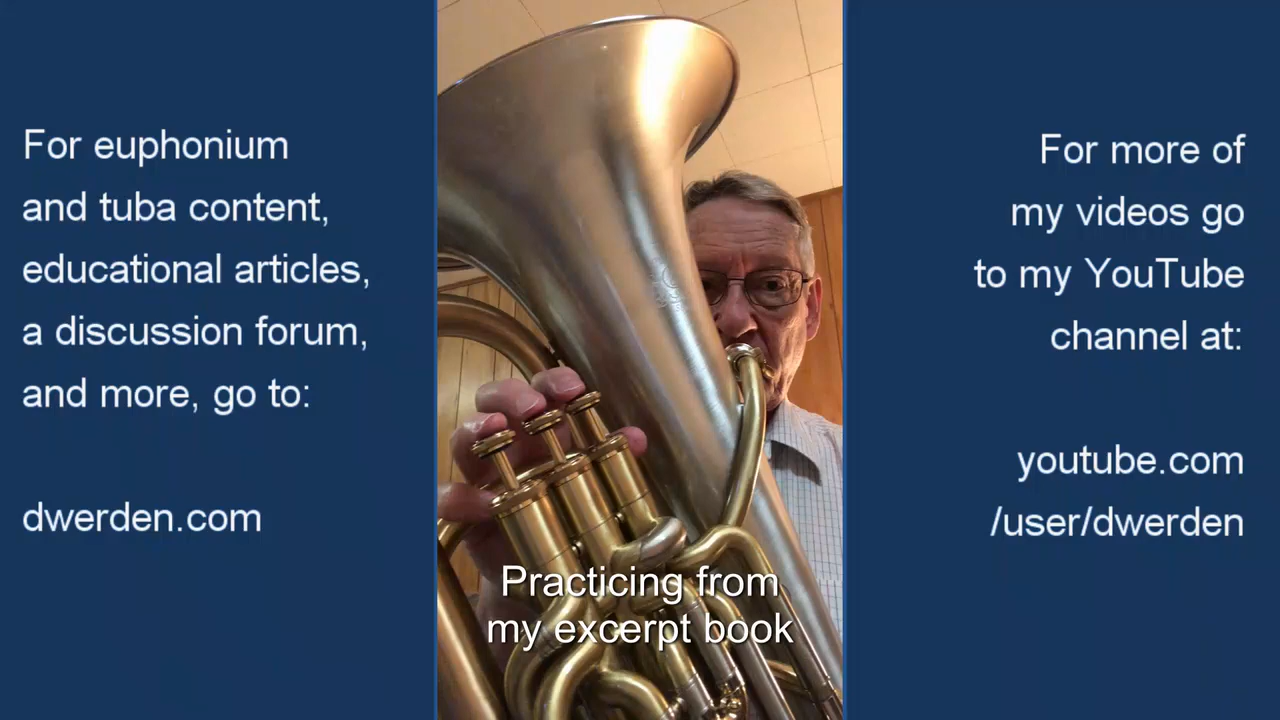 For euphonium
and tuba content,
educational articles,
a discussion forum,
and more, go to:
dwerden.com
Practicing from
my excerpt book
For more of
my videos go
to my YouTube
channel at:
youtube.com
/user/dwerden